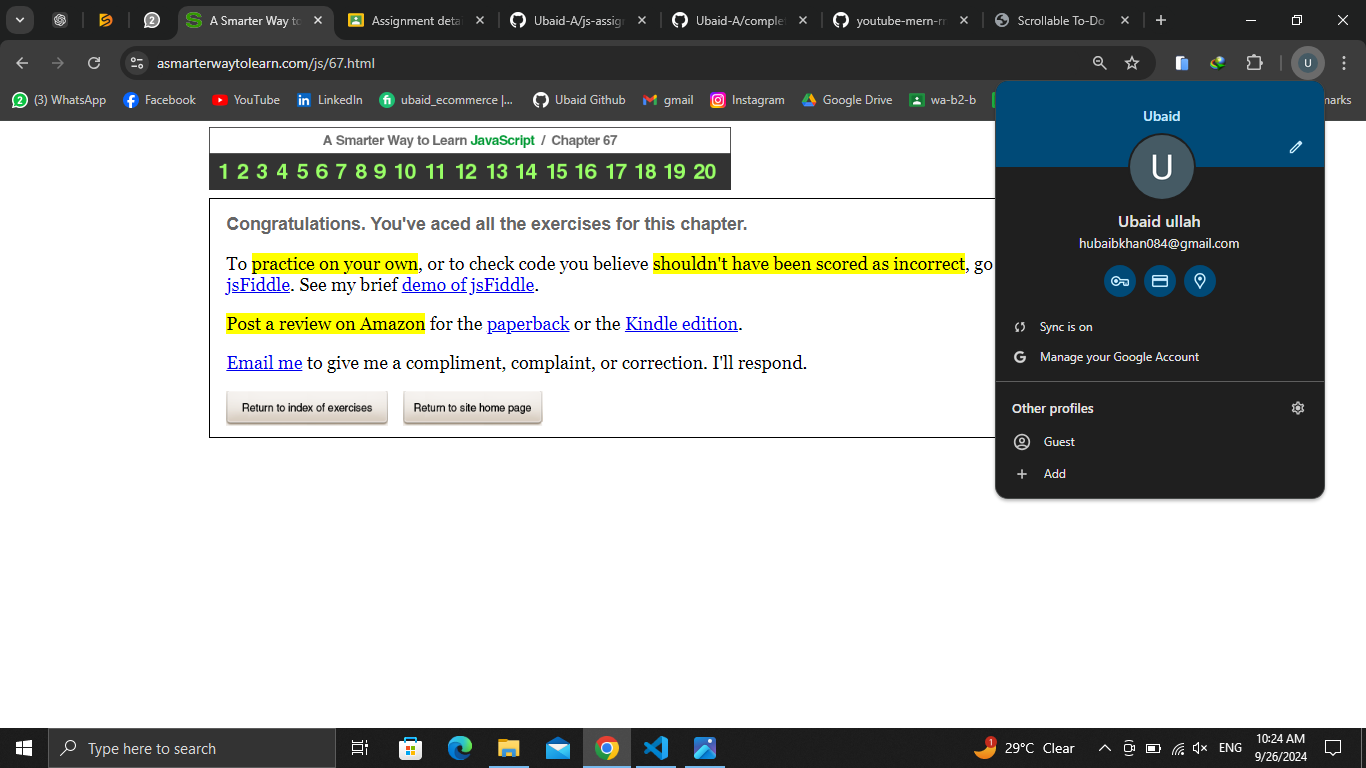 2
A Smarter Way to
Assignment deta
Ubaid-A/js-assig
Ubaid-A/complet
youtube-mern-m
Scrollable To-Do
asmarterwaytolearn.com/js/67.html
U
2 (3) WhatsApp
Facebook
YouTube
in LinkedIn
fi ubaid_ecommerce |...
Ubaid Github
gmail
Instagram
Google Drive
wa-b2-b
marks
A Smarter Way to Learn JavaScript / Chapter 67
1 2 3 4 5 6 7 8 9 10 11 12 13 14 15 16 17 18 19 20
Congratulations. You've aced all the exercises for this chapter.
To practice on your own, or to check code you believe shouldn't have been scored as incorrect, go
jsFiddle. See my brief demo of jsFiddle.
Post a review on Amazon for the paperback or the Kindle edition.
Email me to give me a compliment, complaint, or correction. I'll respond.
Return to index of exercises
Return to site home page
Ubaid
U
Ubaid ullah
hubaibkhan084@gmail.com
Sync is on
G Manage your Google Account
Other profiles
Guest
Add
Type here to search
1
29°C Clear
ENG
10:24 AM
9/26/2024